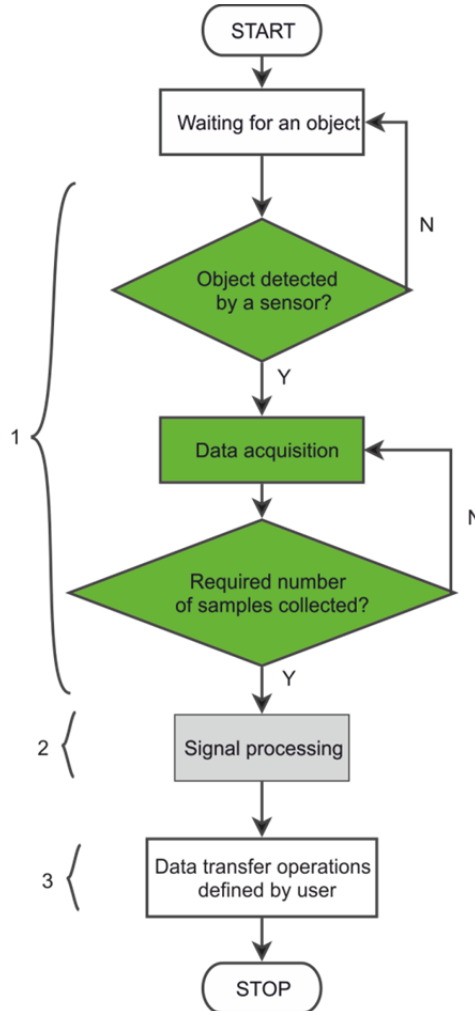 START
Waiting for an object
N
Object detected
by a sensor?
Y
1
Data acquisition
N
Required number
of samples collected?
Y
2
Signal processing
3
Data transfer operations
defined by user
STOP